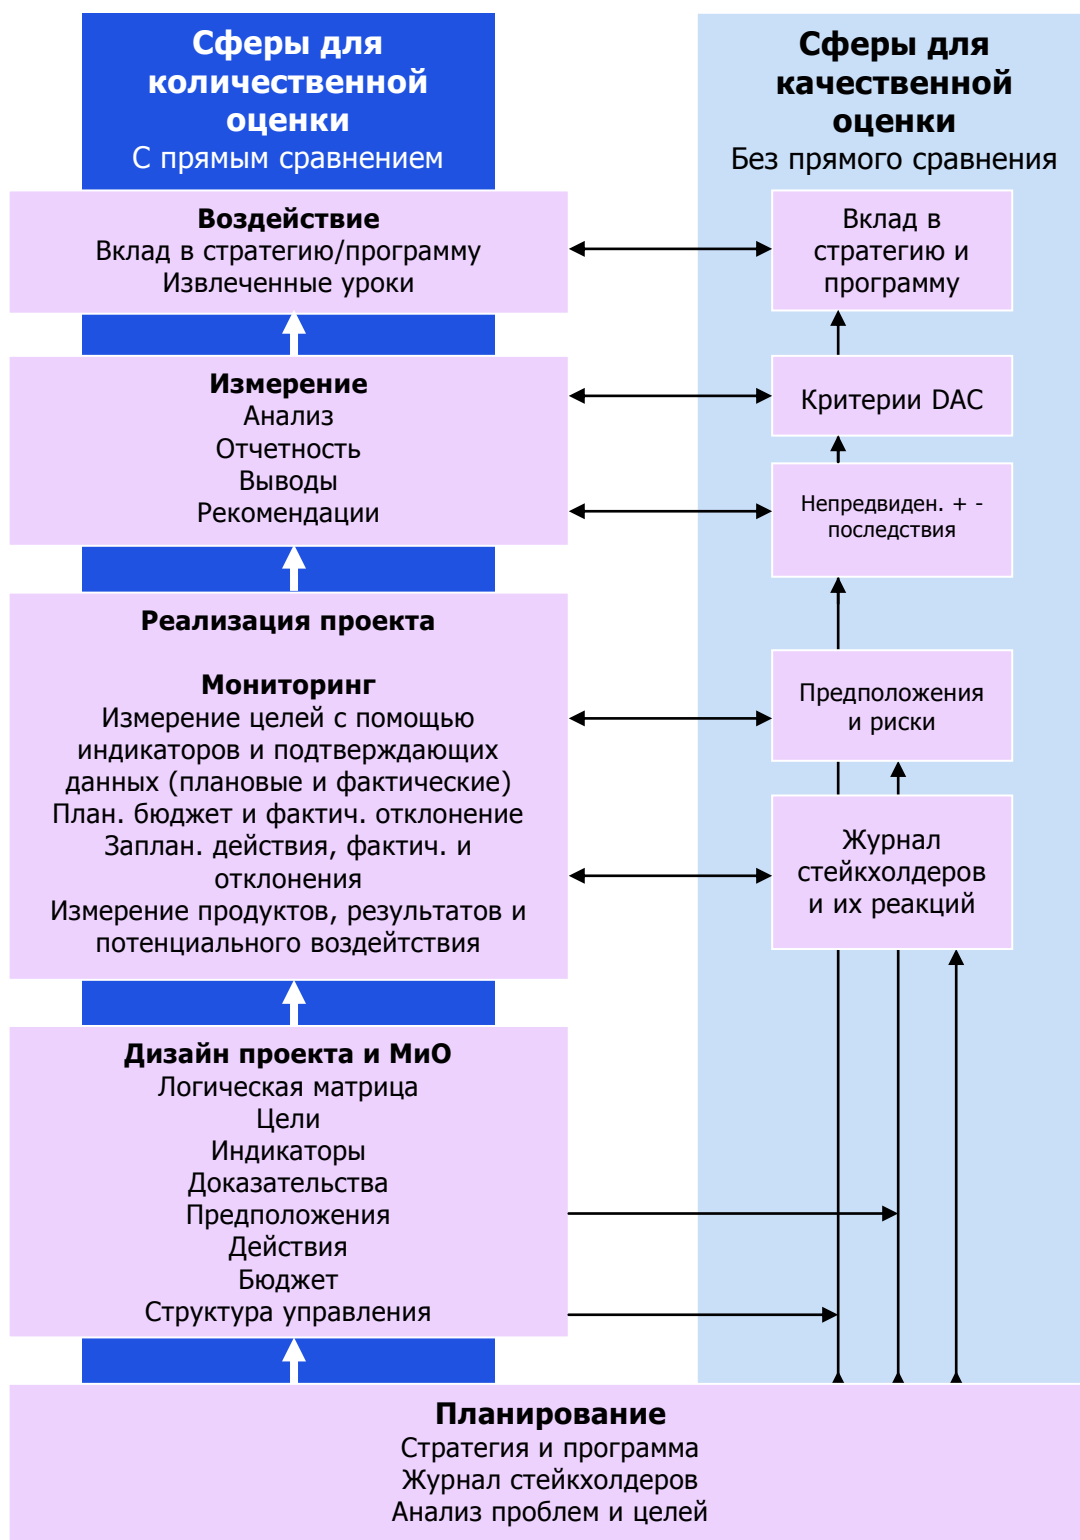 Сферы для
количественной
оценки
С прямым сравнением
Сферы для
качественной
оценки
Без прямого сравнения
Воздействие
Вклад в стратегию/программу
Извлеченные уроки
Вклад в
стратегию и
программу
Измерение
Анализ
Отчетность
Выводы
Рекомендации
Критерии DAC
Непредвиден. + -
последствия
Реализация проекта
Мониторинг
Измерение целей с помощью
индикаторов и подтверждающих
данных (плановые и фактические)
План. бюджет и фактич. отклонение
Заплан. действия, фактич. и
отклонения
Измерение продуктов, результатов и
потенциального воздейтствия
Предположения
и риски
Журнал
стейкхолдеров
и их реакций
Дизайн проекта и МиО
Логическая матрица
Цели
Индикаторы
Доказательства
Предположения
Действия
Бюджет
Структура управления
Планирование
Стратегия и программа
Журнал стейкхолдеров
Анализ проблем и целей